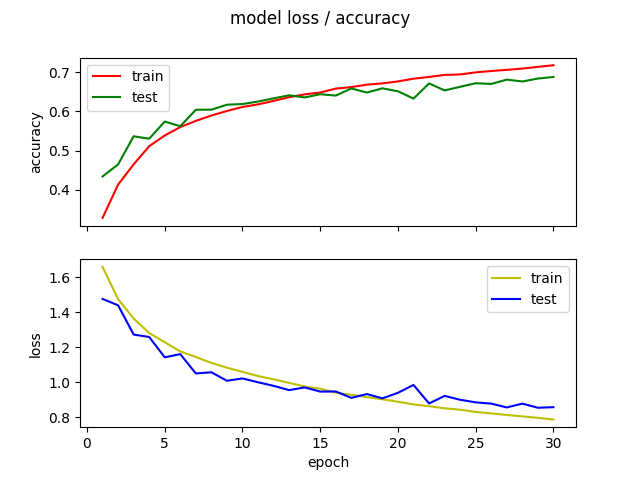 model loss / accuracy
0.7
0.6
0.5
0.4
accuracy
train
test
1.6
1.4
1.2
1.0
0.8
loss
train
test
0 5 10 15 20 25 30
epoch